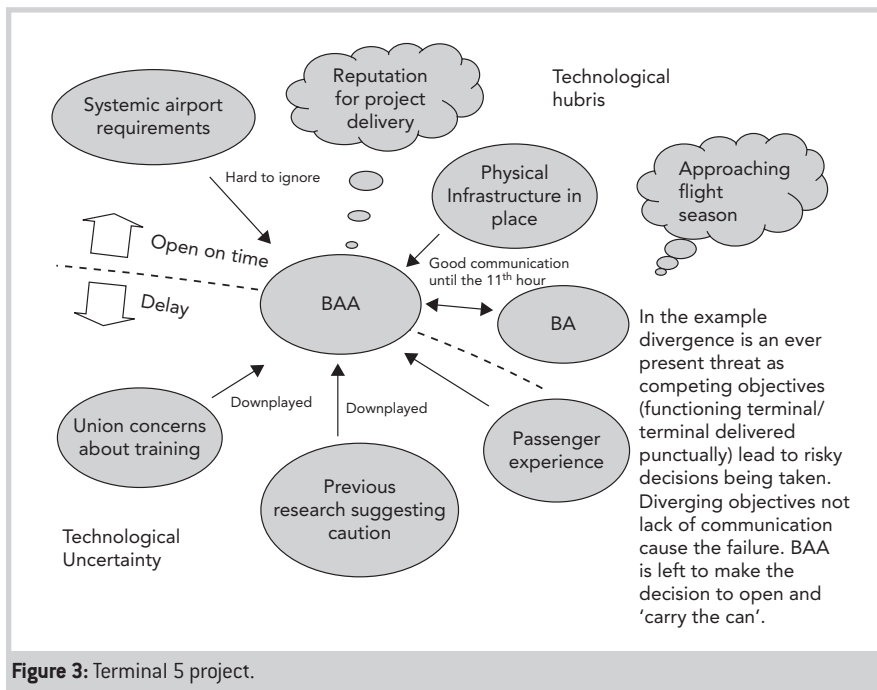 Systemic airport
requirements
Reputation
for project
delivery
Technological
hubris
Hard to ignore
Physical
Infrastructure in
place
Approaching
flight
season
Open on time
Delay
BAA
Good communication
until the 11th hour
BA
In the example
divergence is an ever
present threat as
competing objectives
(functioning terminal/
terminal delivered
punctually) lead to risky
decisions being taken.
Diverging objectives not
lack of communication
cause the failure. BAA
is left to make the
decision to open and
‘carry the can’.
Union concerns
about training
Downplayed
Downplayed
Previous
research suggesting
caution
Passenger
experience
Technological
Uncertainty
Figure 3: Terminal 5 project.